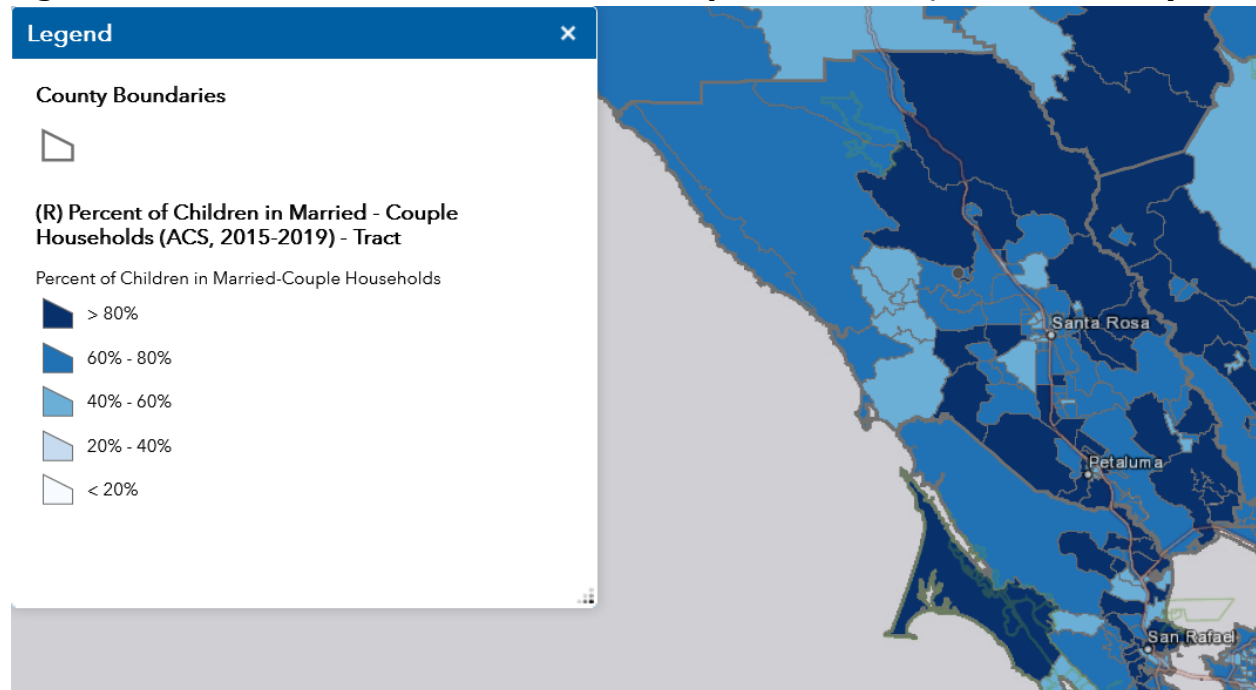 Legend
County Boundaries
(R) Percent of Children in Married - Couple
Households (ACS, 2015-2019) - Tract
Percent of Children in Married-Couple Households
> 80%
60% - 80%
40% - 60%
20% - 40%
< 20%
Santa Rosa
Petaluma
San Rafael